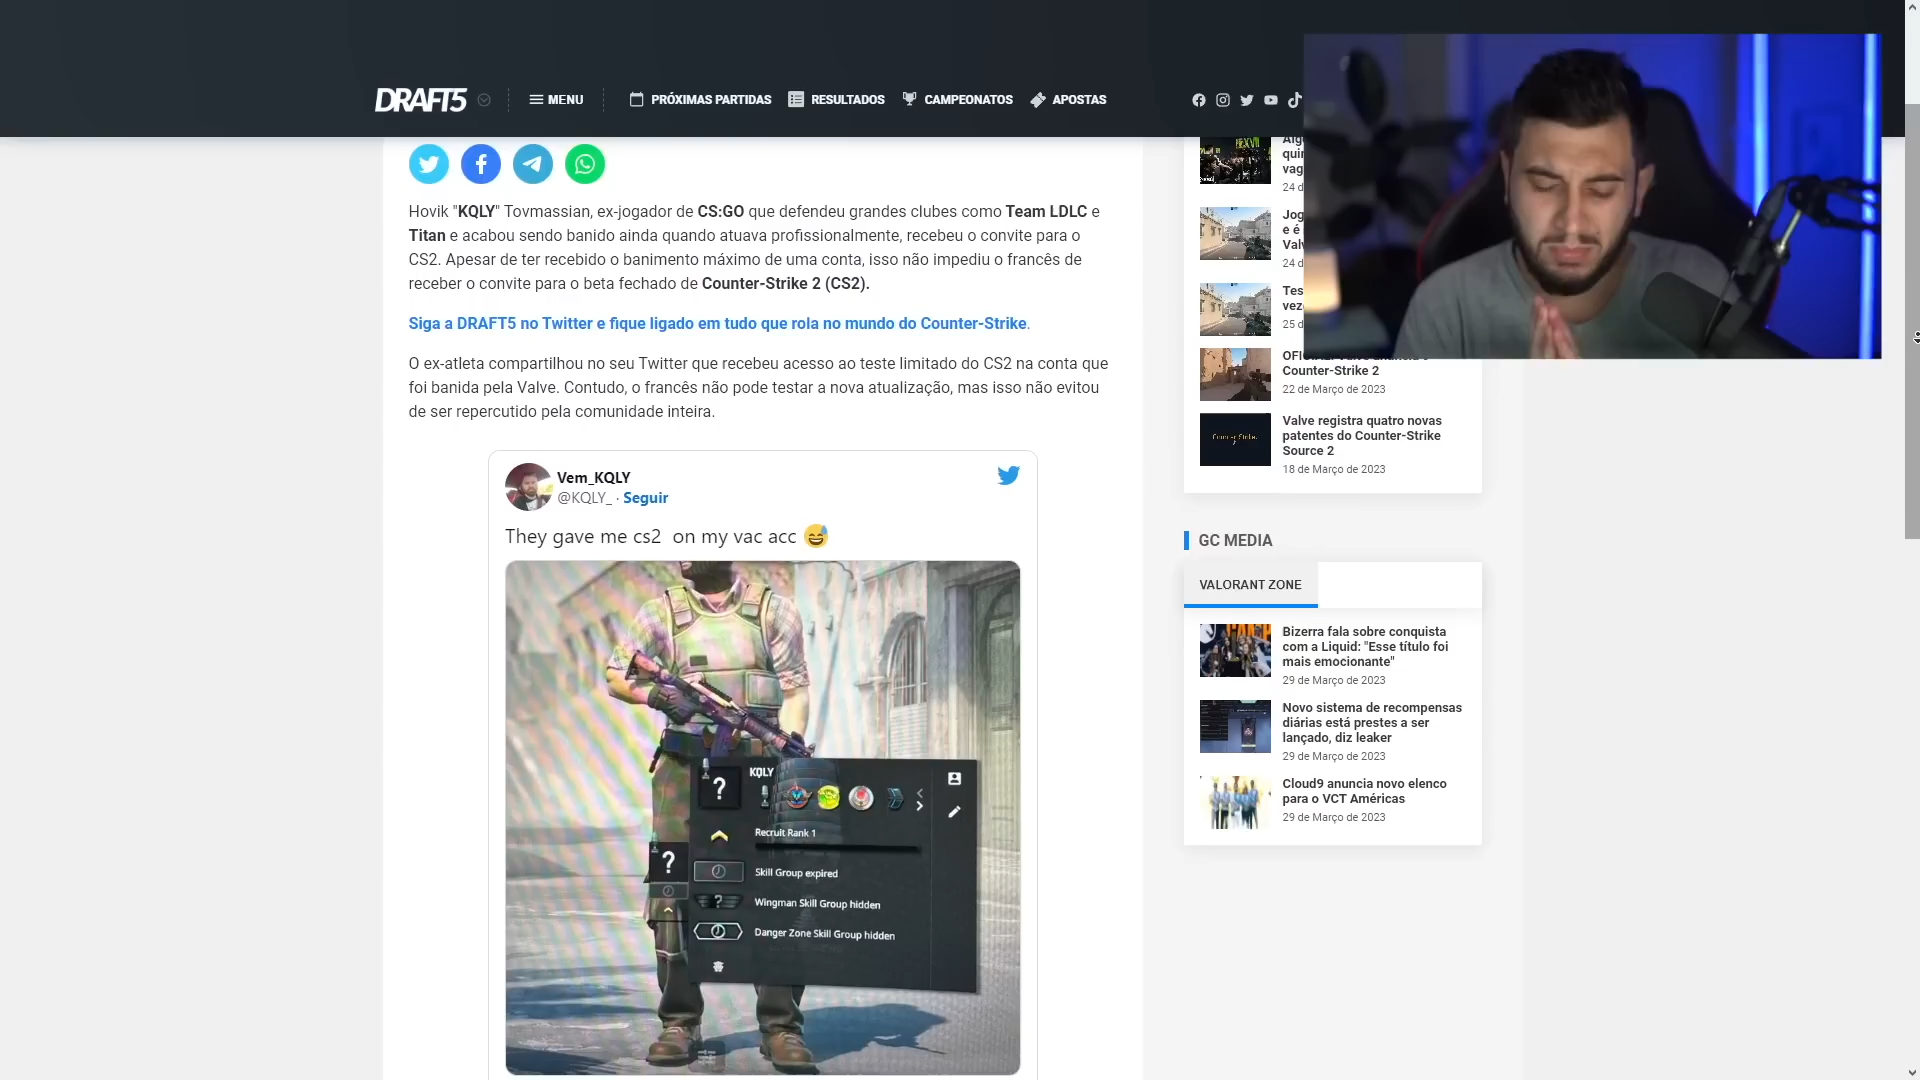 DRAFT5
MENU
PRÓXIMAS PARTIDAS
RESULTADOS
CAMPEONATOS
APOSTAS
Hovik "KQLY" Tovmassian, ex-jogador de CS:GO que defendeu grandes clubes como Team LDLC e
Titan e acabou sendo banido ainda quando atuava profissionalmente, recebeu o convite para o
CS2. Apesar de ter recebido o banimento máximo de uma conta, isso não impediu o francês de
receber o convite para o beta fechado de Counter-Strike 2 (CS2).
Siga a DRAFT5 no Twitter e fique ligado em tudo que rola no mundo do Counter-Strike.
O ex-atleta compartilhou no seu Twitter que recebeu acesso ao teste limitado do CS2 na conta que
foi banida pela Valve. Contudo, o francês não pode testar a nova atualização, mas isso não evitou
de ser repercutido pela comunidade inteira.
Vem_KQLY
@KQLY_ · Seguir
They gave me cs2 on my vac acc 😅
KQLY
Recruit Rank 1
Skill Group expired
Wingman Skill Group hidden
Danger Zone Skill Group hidden
24 d
e é
24 d
25 d
Counter-Strike 2
22 de Março de 2023
Valve registra quatro novas
patentes do Counter-Strike
Source 2
18 de Março de 2023
GC MEDIA
VALORANT ZONE
Bizerra fala sobre conquista
com a Liquid: "Esse título foi
mais emocionante"
29 de Março de 2023
Novo sistema de recompensas
diárias está prestes a ser
lançado, diz leaker
29 de Março de 2023
Cloud9 anuncia novo elenco
para o VCT Américas
29 de Março de 2023